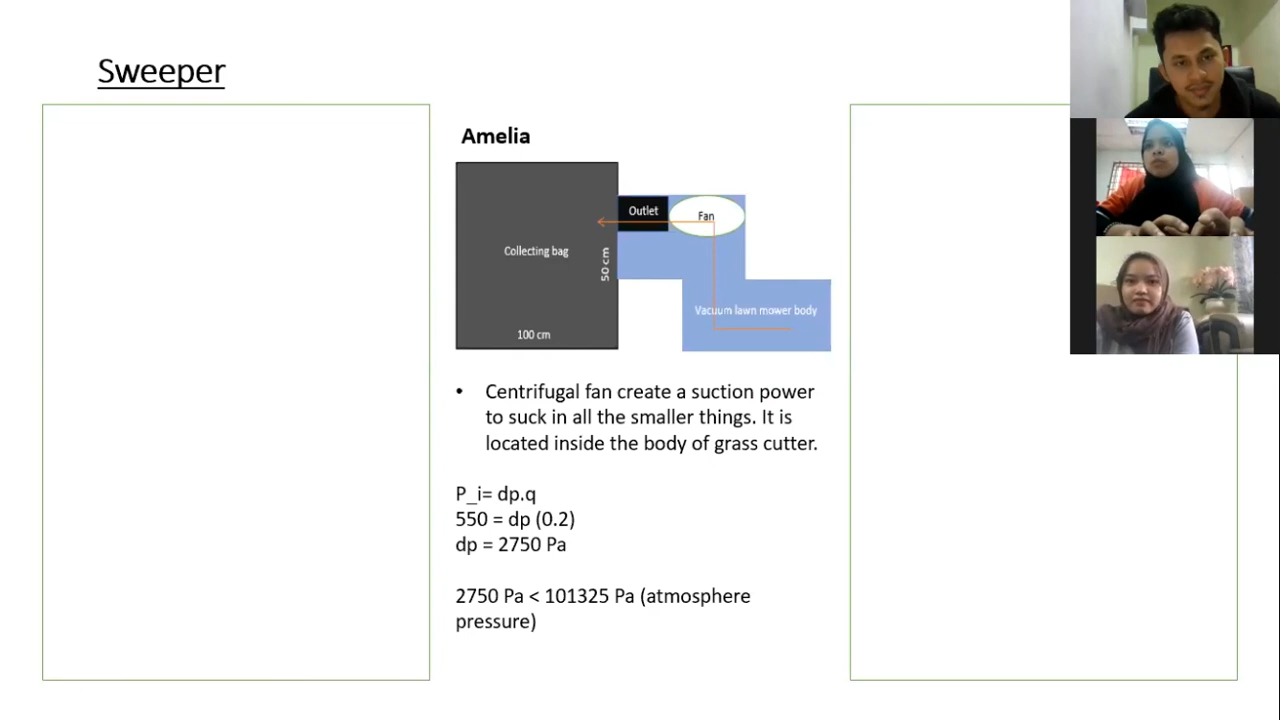 Sweeper
Amelia
Outlet
Fan
Collecting bag
50 cm
Vacuum lawn mower body
100 cm
• Centrifugal fan create a suction power
to suck in all the smaller things. It is
located inside the body of grass cutter.
P_i= dp.q
550 = dp (0.2)
dp = 2750 Pa
2750 Pa < 101325 Pa (atmosphere
pressure)